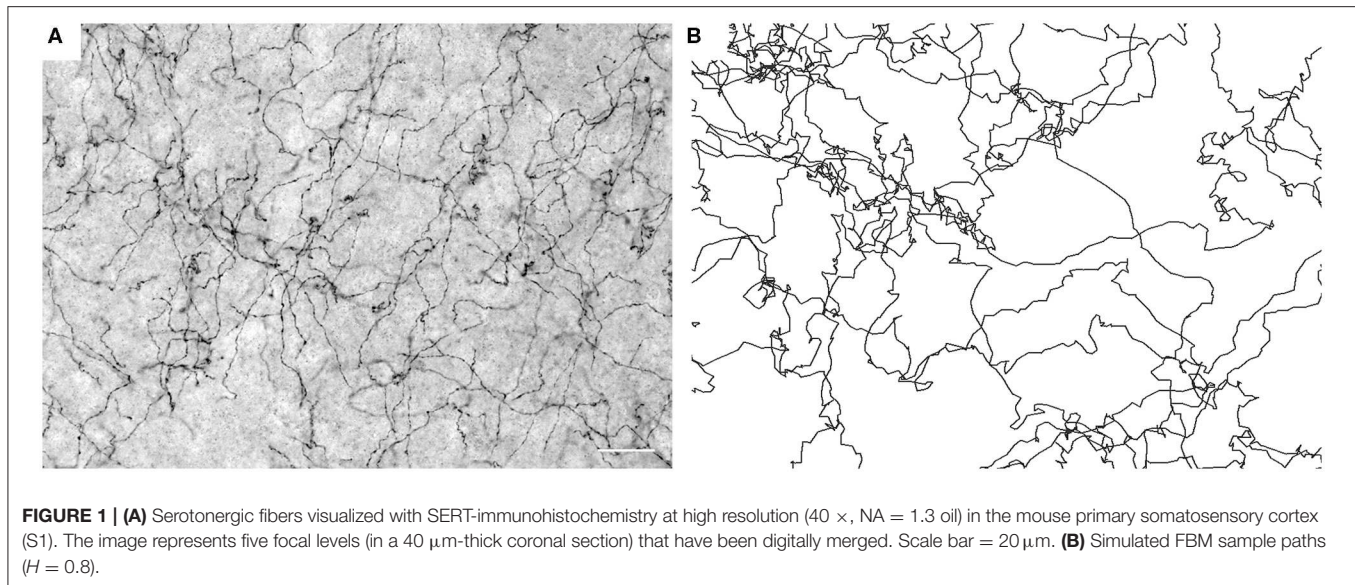 A
B
FIGURE 1 | (A) Serotonergic fibers visualized with SERT-immunohistochemistry at high resolution (40 ×, NA = 1.3 oil) in the mouse primary somatosensory cortex
(S1). The image represents five focal levels (in a 40 μm-thick coronal section) that have been digitally merged. Scale bar = 20 μm. (B) Simulated FBM sample paths
(H = 0.8).